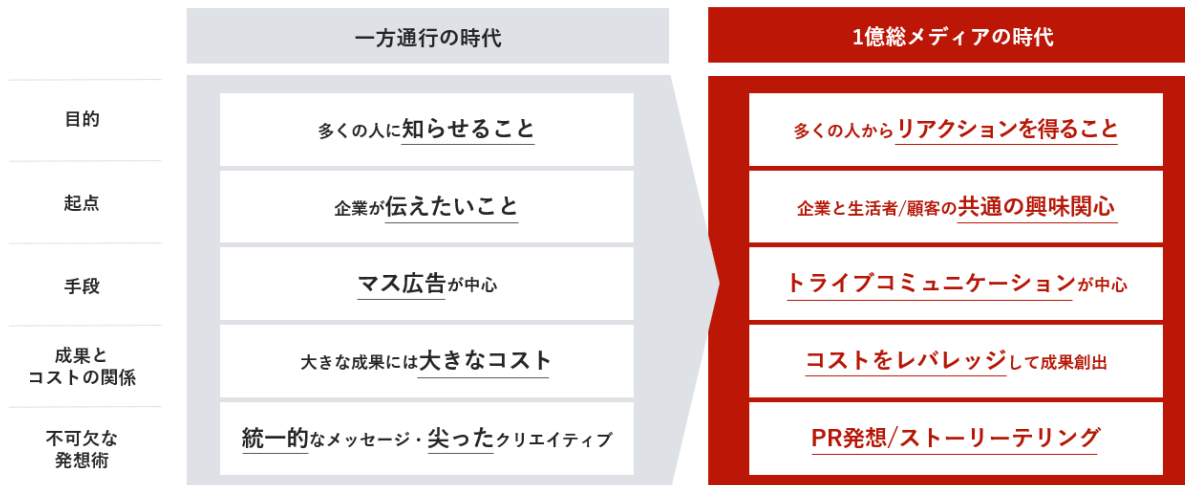 一方通行の時代
1億総メディアの時代
目的
多くの人に知らせること
多くの人からリアクションを得ること
起点
企業が伝えたいこと
企業と生活者/顧客の共通の興味関心
手段
マス広告が中心
トライブコミュニケーションが中心
成果と
コストの関係
大きな成果には大きなコスト
コストをレバレッジして成果創出
不可欠な
発想術
統一的なメッセージ・尖ったクリエイティブ
PR発想/ストーリーテリング